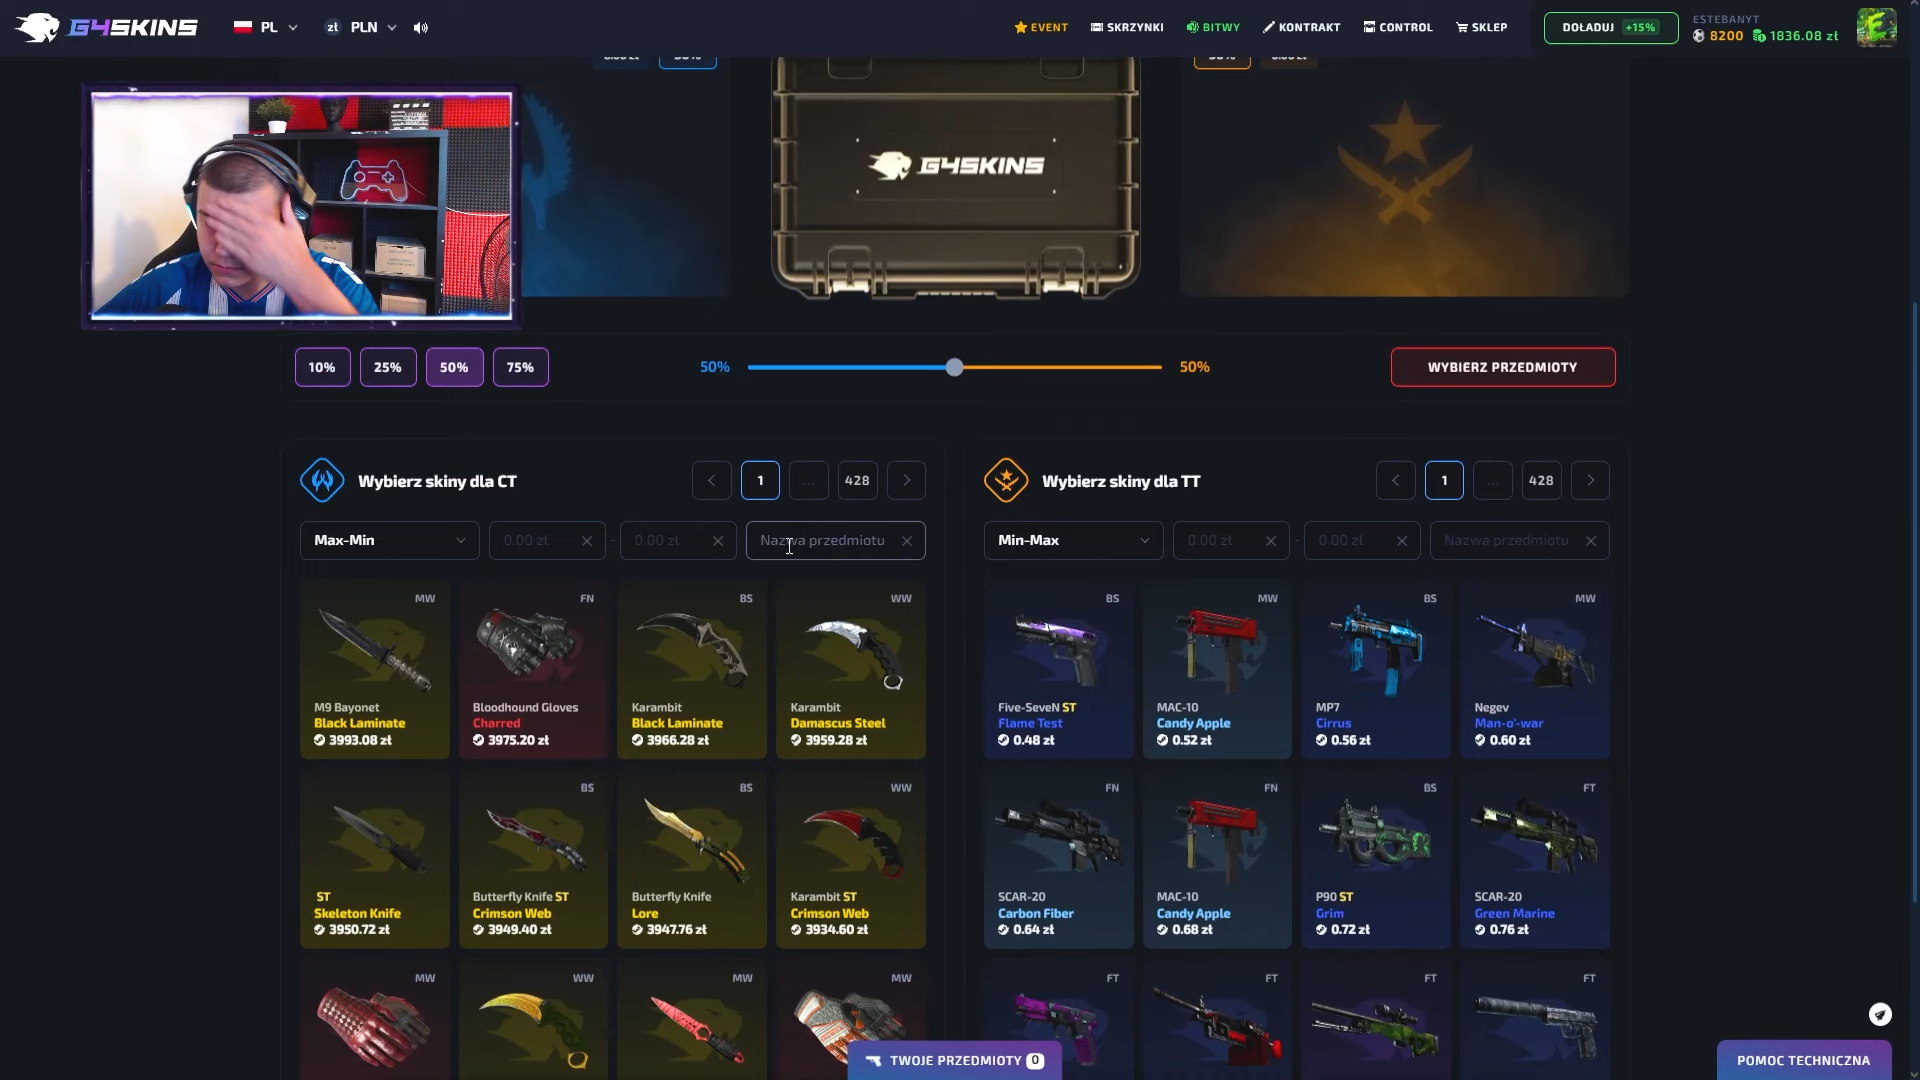 G4SKINS
PL
zł PLN
EVENT
SKRZYNKI
BITWY
KONTRAKT
CONTROL
SKLEP
DOŁADUJ +15%
ESTEBANYT
8200 1836.08 zł
G4SKINS
10%
25%
50%
75%
50%
50%
WYBIERZ PRZEDMIOTY
Wybierz skiny dla CT
1
...
428
Max-Min
0.00 zł
-
0.00 zł
Nazwa przedmiotu
MW
M9 Bayonet
Black Laminate
3993.08 zł
FN
Bloodhound Gloves
Charred
3975.20 zł
BS
Karambit
Black Laminate
3966.28 zł
WW
Karambit
Damascus Steel
3959.28 zł
ST
Skeleton Knife
3950.72 zł
BS
Butterfly Knife ST
Crimson Web
3949.40 zł
BS
Butterfly Knife
Lore
3947.76 zł
WW
Karambit ST
Crimson Web
3934.60 zł
MW
WW
MW
MW
Wybierz skiny dla TT
1
...
428
Min-Max
0.00 zł
-
0.00 zł
Nazwa przedmiotu
BS
Five-SeveN ST
Flame Test
0.48 zł
MW
MAC-10
Candy Apple
0.52 zł
BS
MP7
Cirrus
0.56 zł
MW
Negev
Man-o'-war
0.60 zł
FN
SCAR-20
Carbon Fiber
0.64 zł
FN
MAC-10
Candy Apple
0.68 zł
BS
P90 ST
Grim
0.72 zł
FT
SCAR-20
Green Marine
0.76 zł
FT
FT
FT
FT
TWOJE PRZEDMIOTY 0
POMOC TECHNICZNA